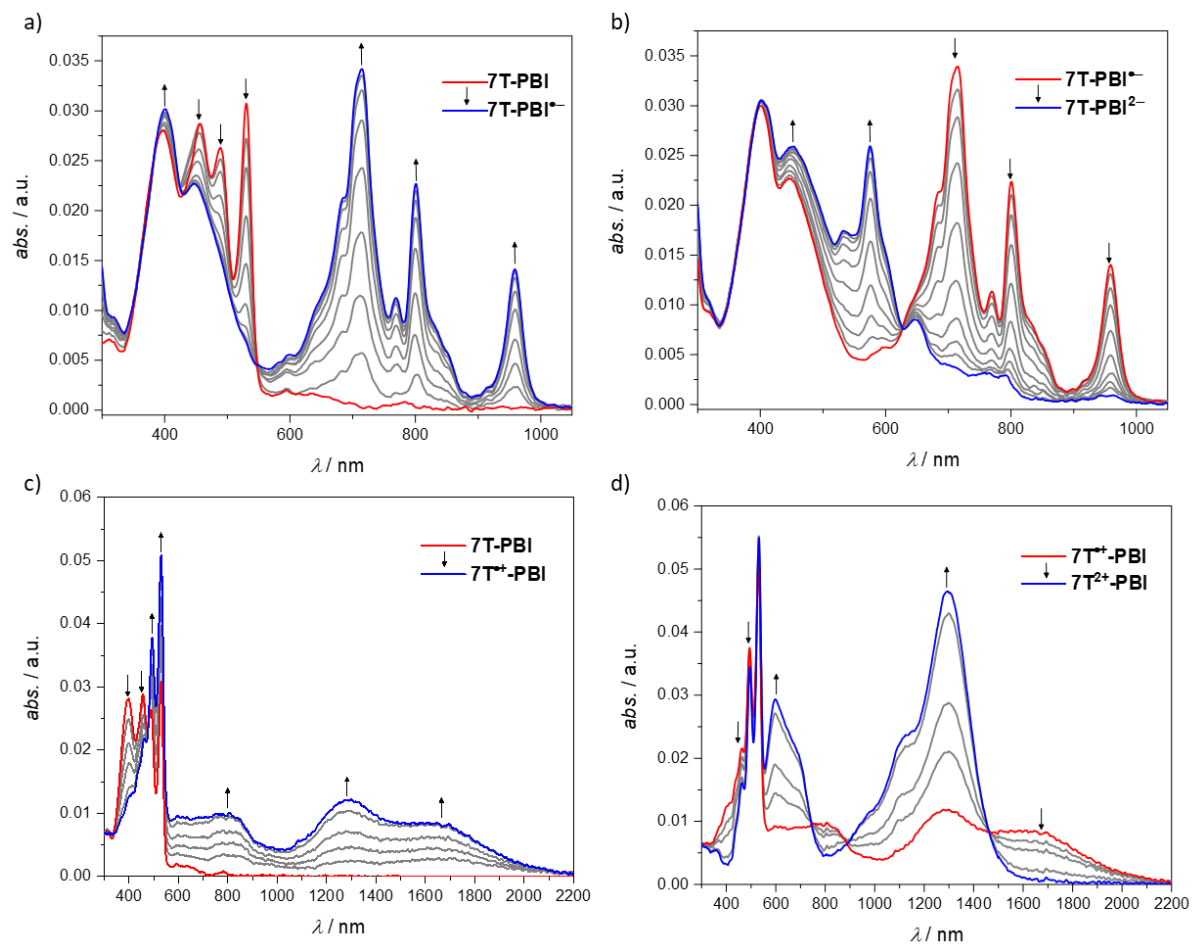 a)
abs. / a.u.
0.035
0.030
0.025
0.020
0.015
0.010
0.005
0.000
7T-PBI
↓
7T-PBI•−
400 600 800 1000
λ / nm
b)
abs. / a.u.
0.035
0.030
0.025
0.020
0.015
0.010
0.005
0.000
7T-PBI•−
↓
7T-PBI2−
400 600 800 1000
λ / nm
c)
abs. / a.u.
0.06
0.05
0.04
0.03
0.02
0.01
0.00
7T-PBI
↓
7T•+-PBI
400 600 800 1000 1200 1400 1600 1800 2000 2200
λ / nm
d)
abs. / a.u.
0.06
0.05
0.04
0.03
0.02
0.01
0.00
7T•+-PBI
↓
7T2+-PBI
400 600 800 1000 1200 1400 1600 1800 2000 2200
λ / nm